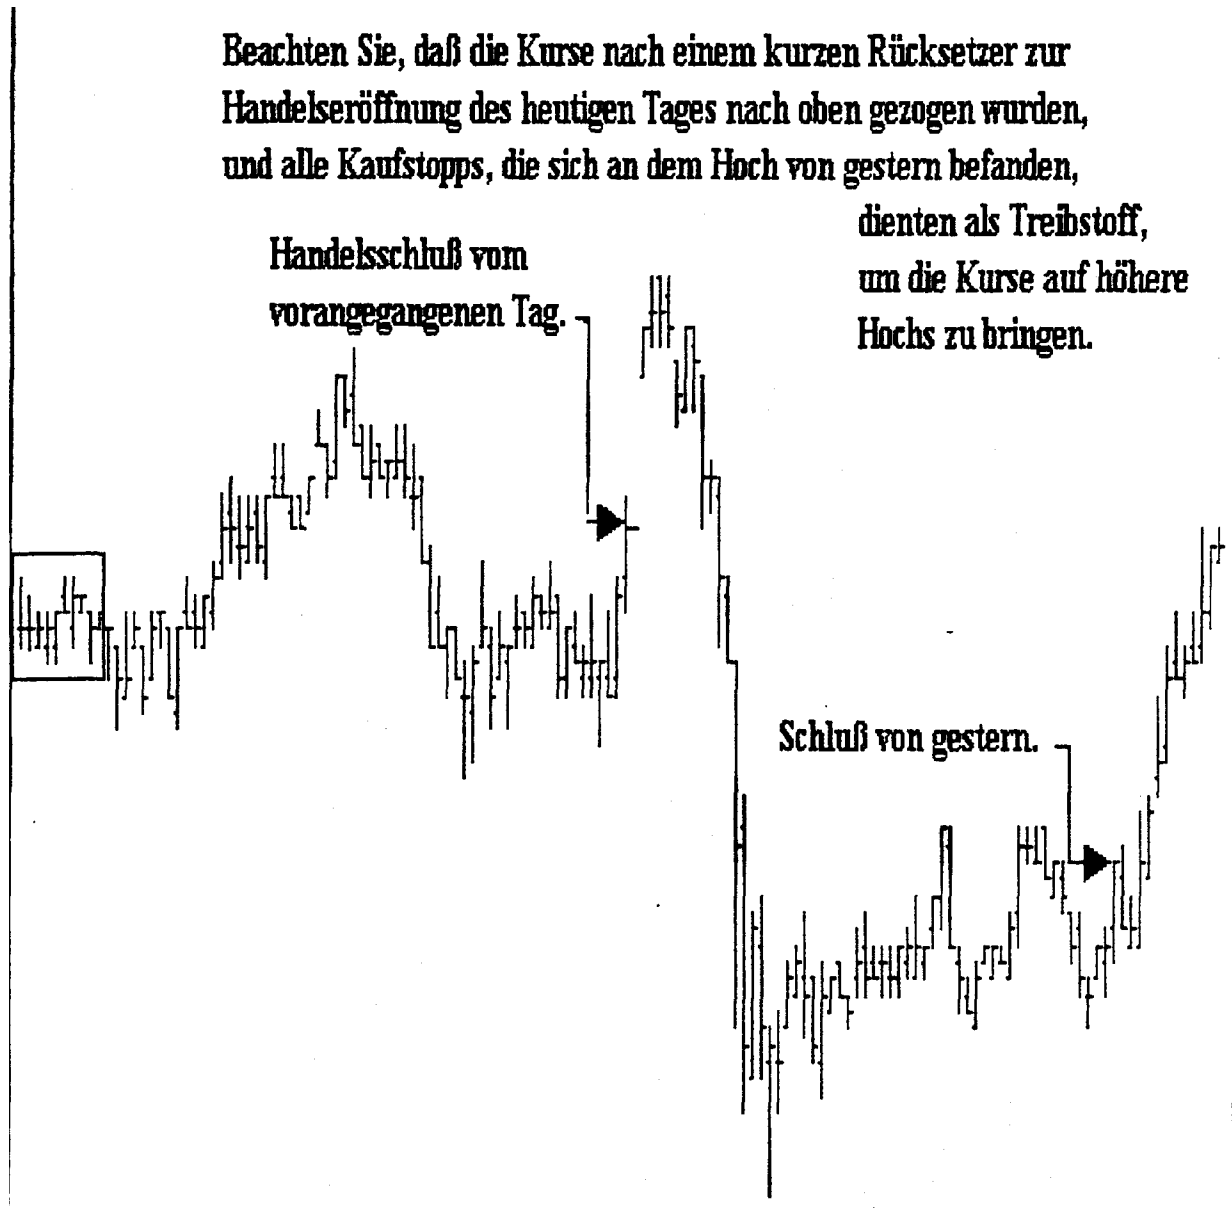 Beachten Sie, daß die Kurse nach einem kurzen Rücksetzer zur
Handelseröffnung des heutigen Tages nach oben gezogen wurden,
und alle Kaufstopps, die sich an dem Hoch von gestern befanden,
dienten als Treibstoff,
um die Kurse auf höhere
Hochs zu bringen.
Handelsschluß vom
vorangegangenen Tag.
Schluß von gestern.